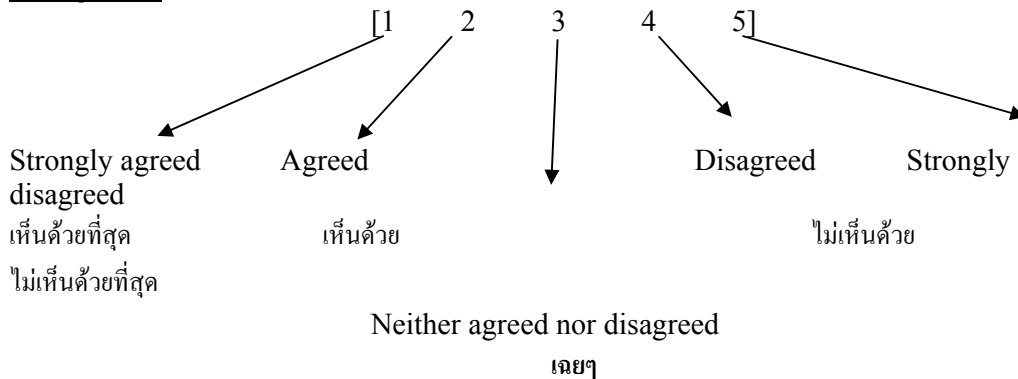 [1 2 3 4 5]
Strongly agreed Agreed Disagreed Strongly
disagreed
เห็นด้วยที่สุด เห็นด้วย ไม่เห็นด้วย
ไม่เห็นด้วยที่สุด
Neither agreed nor disagreed
เฉยๆ